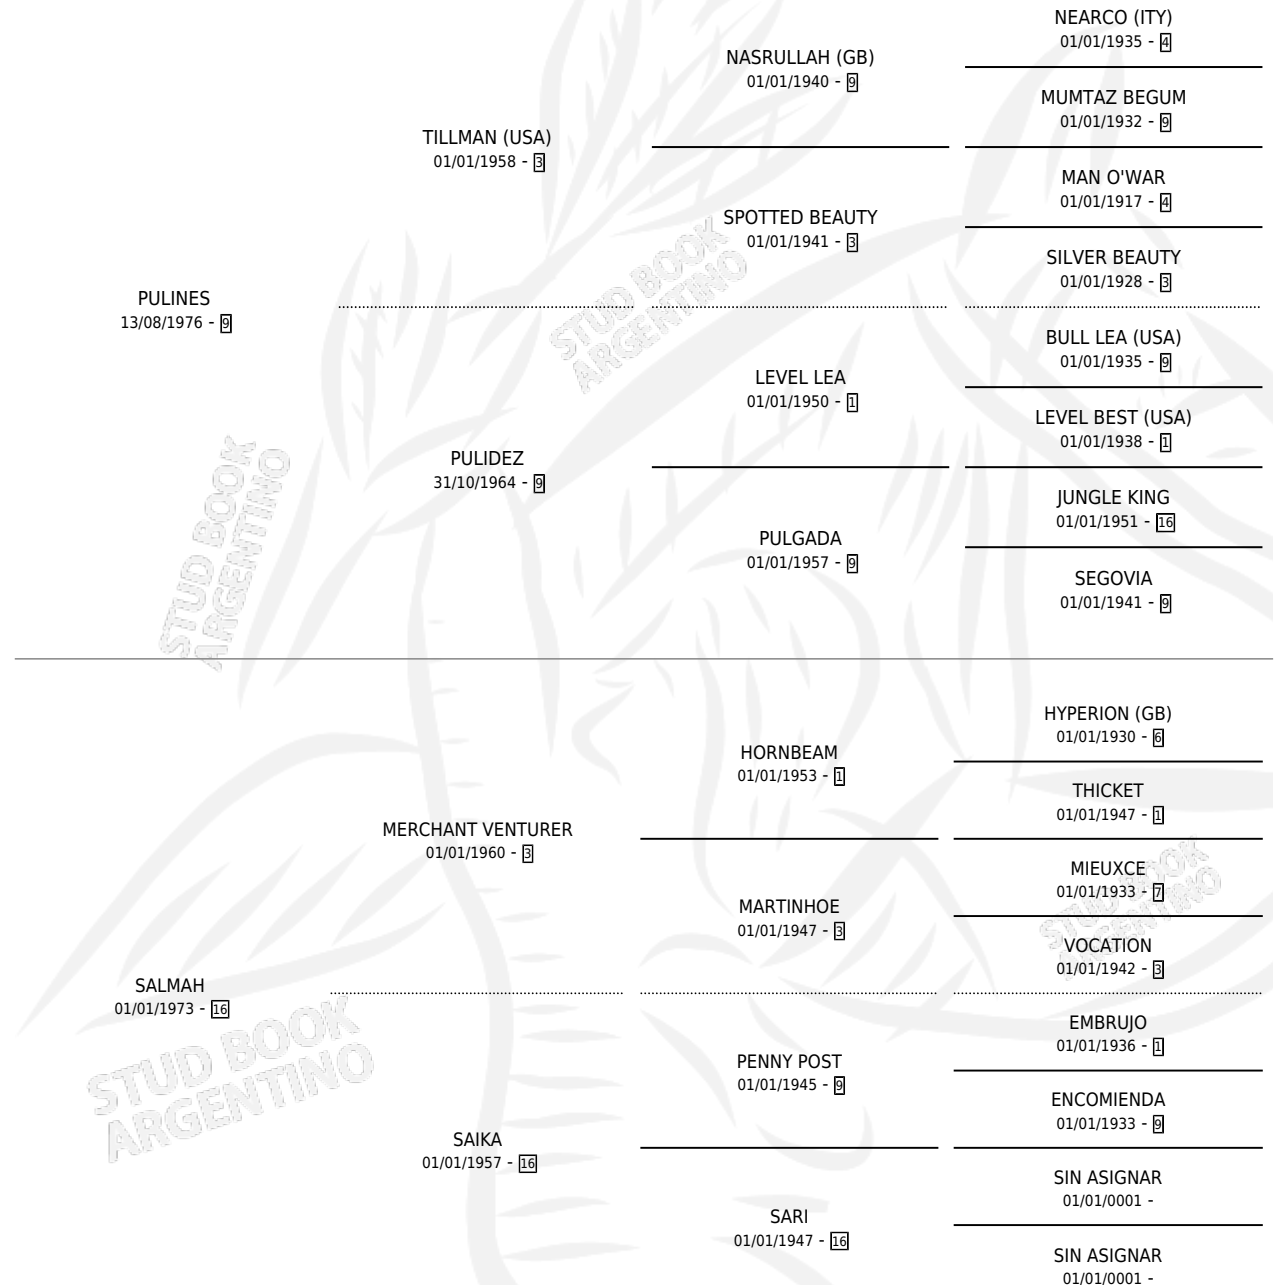 NEARCO (ITY)
01/01/1935 - 4
NASRULLAH (GB)
01/01/1940 - 9
MUMTAZ BEGUM
01/01/1932 - 9
TILLMAN (USA)
01/01/1958 - 3
MAN O'WAR
01/01/1917 - 4
SPOTTED BEAUTY
01/01/1941 - 3
SILVER BEAUTY
01/01/1928 - 3
PULINES
13/08/1976 - 9
BULL LEA (USA)
01/01/1935 - 9
LEVEL LEA
01/01/1950 - 1
LEVEL BEST (USA)
01/01/1938 - 1
PULIDEZ
31/10/1964 - 9
JUNGLE KING
01/01/1951 - 16
PULGADA
01/01/1957 - 9
SEGOVIA
01/01/1941 - 9
STUD BOOK
ARGENTINO
STUD BOOK
ARGENTINO
HYPERION (GB)
01/01/1930 - 6
HORNBEAM
01/01/1953 - 1
THICKET
01/01/1947 - 1
MERCHANT VENTURER
01/01/1960 - 3
MIEUXCE
01/01/1933 - 7
MARTINHOE
01/01/1947 - 3
VOCATION
01/01/1942 - 3
STUD BOOK
ARGENTINO
SALMAH
01/01/1973 - 16
EMBRUJO
01/01/1936 - 1
PENNY POST
01/01/1945 - 9
ENCOMIENDA
01/01/1933 - 9
STUD BOOK
ARGENTINO
SAIKA
01/01/1957 - 16
SIN ASIGNAR
01/01/0001 -
SARI
01/01/1947 - 16
SIN ASIGNAR
01/01/0001 -